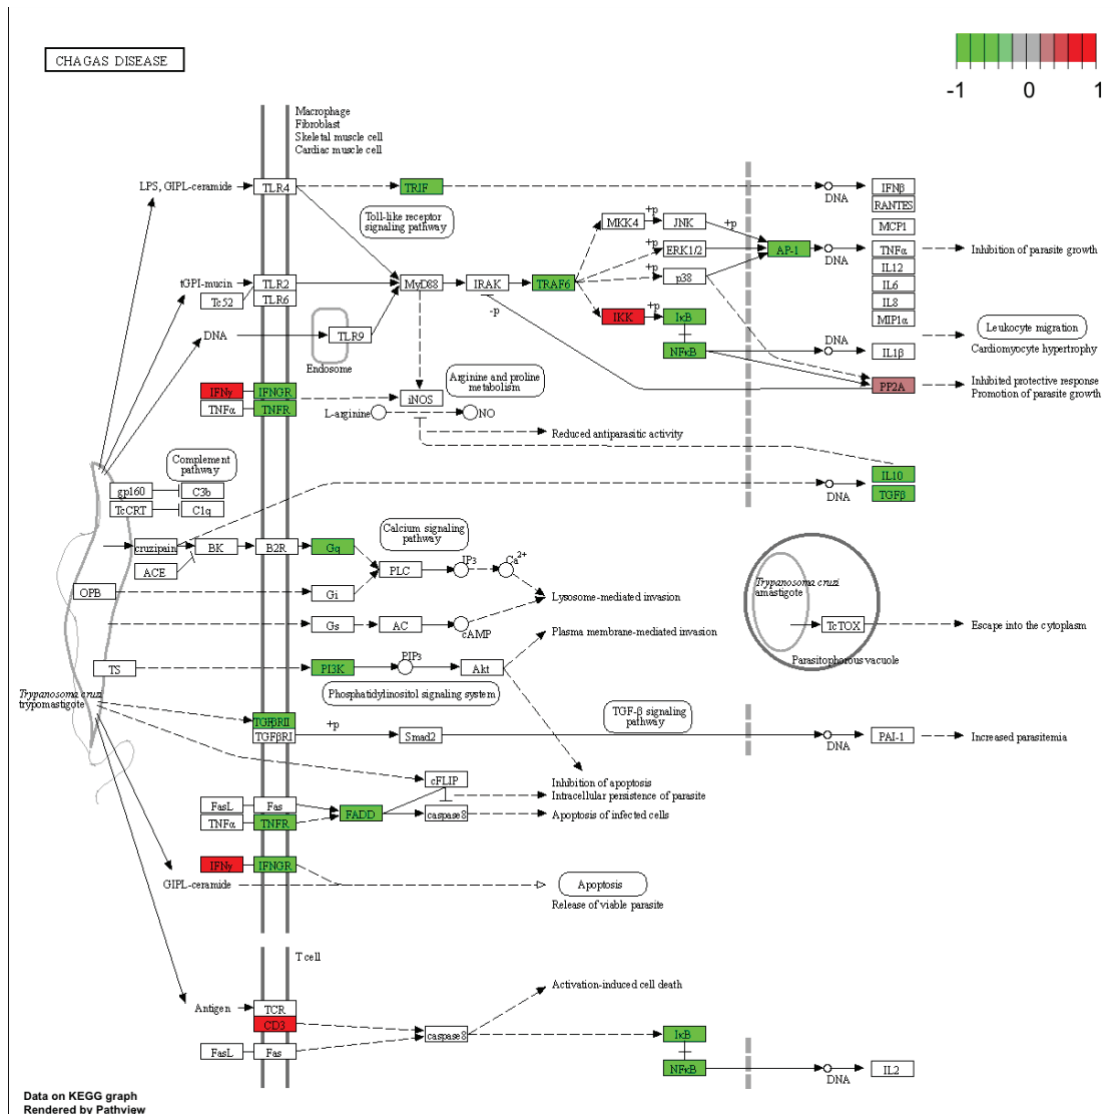 CHAGAS DISEASE
-1 0 1
Macrophage
Fibroblast
Skeletal muscle cell
Cardiac muscle cell
LPS, GIPL-ceramide
TLR4
TRIF
DNA
IFNβ
RANTES
Toll-like receptor
signaling pathway
MKK4
+p
JNK
+p
MCP1
+p
ERK1/2
AP-1
DNA
TNFα
Inhibition of parasite growth
tGPI-mucin
TLR2
MyD88
IRAK
TRAF6
+p
p38
IL12
Tc52
TLR6
IL6
-p
IKK
+p
IκB
IL8
MIP1α
DNA
TLR9
Endosome
Leukocyte migration
Cardiomyocyte hypertrophy
NFκB
DNA
IL1β
Arginine and proline
metabolism
IFNγ
IFNGR
iNOS
PP2A
Inhibited protective response
Promotion of parasite growth
TNFα
TNFR
L-arginine
NO
Reduced antiparasitic activity
Complement
pathway
IL10
DNA
TGFβ
gp160
C3b
TcCRT
C1q
Calcium signaling
pathway
cruzipain
BK
B2R
Gq
IP3
Ca2+
ACE
PLC
OPB
Gi
Lysosome-mediated invasion
Trypanosoma cruzi
amastigote
Gs
AC
cAMP
TcTOX
Escape into the cytoplasm
Plasma membrane-mediated invasion
Parasitophorous vacuole
TS
PI3K
PIP3
Akt
Phosphatidylinositol signaling system
Trypanosoma cruzi
trypomastigote
TGF-β signaling
pathway
TGFβRII
+p
TGFβRI
Smad2
DNA
PAI-1
Increased parasitemia
cFLIP
Inhibition of apoptosis
Intracellular persistence of parasite
FasL
Fas
FADD
caspase8
Apoptosis of infected cells
TNFα
TNFR
IFNγ
IFNGR
GIPL-ceramide
Apoptosis
Release of viable parasite
T cell
Activation-induced cell death
Antigen
TCR
CD3
caspase8
IκB
FasL
Fas
NFκB
DNA
IL2
Data on KEGG graph
Rendered by Pathview